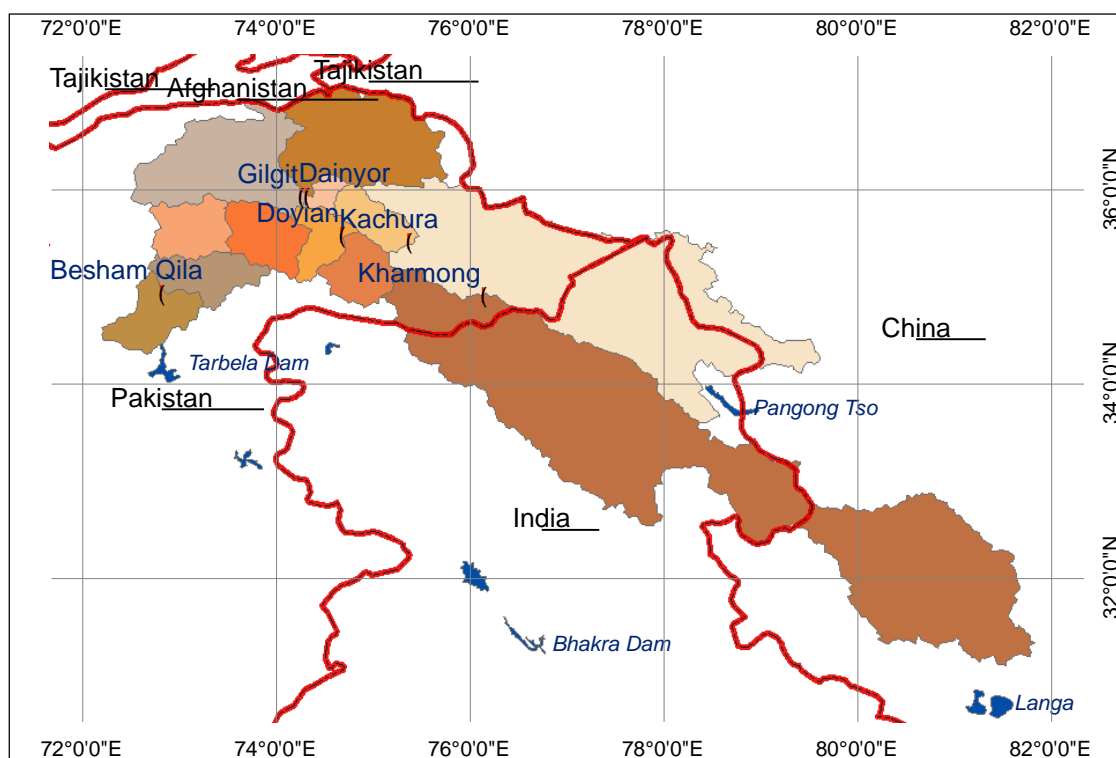 72°0'0"E 74°0'0"E 76°0'0"E 78°0'0"E 80°0'0"E 82°0'0"E
Tajikistan
Tajikistan
Afghanistan
Gilgit Dainyor
36°0'0"N
Doyian Kachura
Besham Qila
Kharmong
China
Tarbela Dam
Pakistan
Pangong Tso
34°0'0"N
India
32°0'0"N
Bhakra Dam
Langa
72°0'0"E 74°0'0"E 76°0'0"E 78°0'0"E 80°0'0"E 82°0'0"E